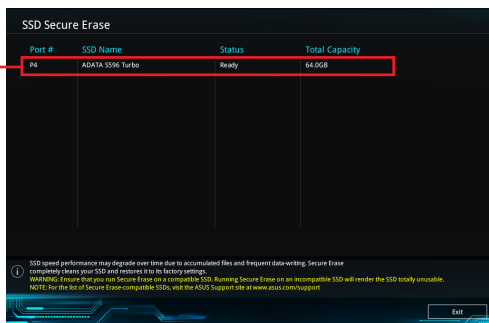 SSD Secure Erase
Port # SSD Name Status Total Capacity
P4 ADATA S596 Turbo Ready 64.0GB
SSD speed performance may degrade over time due to accumulated files and frequent data-writing. Secure Erase
completely cleans your SSD and restores it to its factory settings.
WARNING: Ensure that you run Secure Erase on a compatible SSD. Running Secure Erase on an incompatible SSD will render the SSD totally unusable.
NOTE: For the list of Secure Erase-compatible SSDs, visit the ASUS Support site at www.asus.com/support
Exit